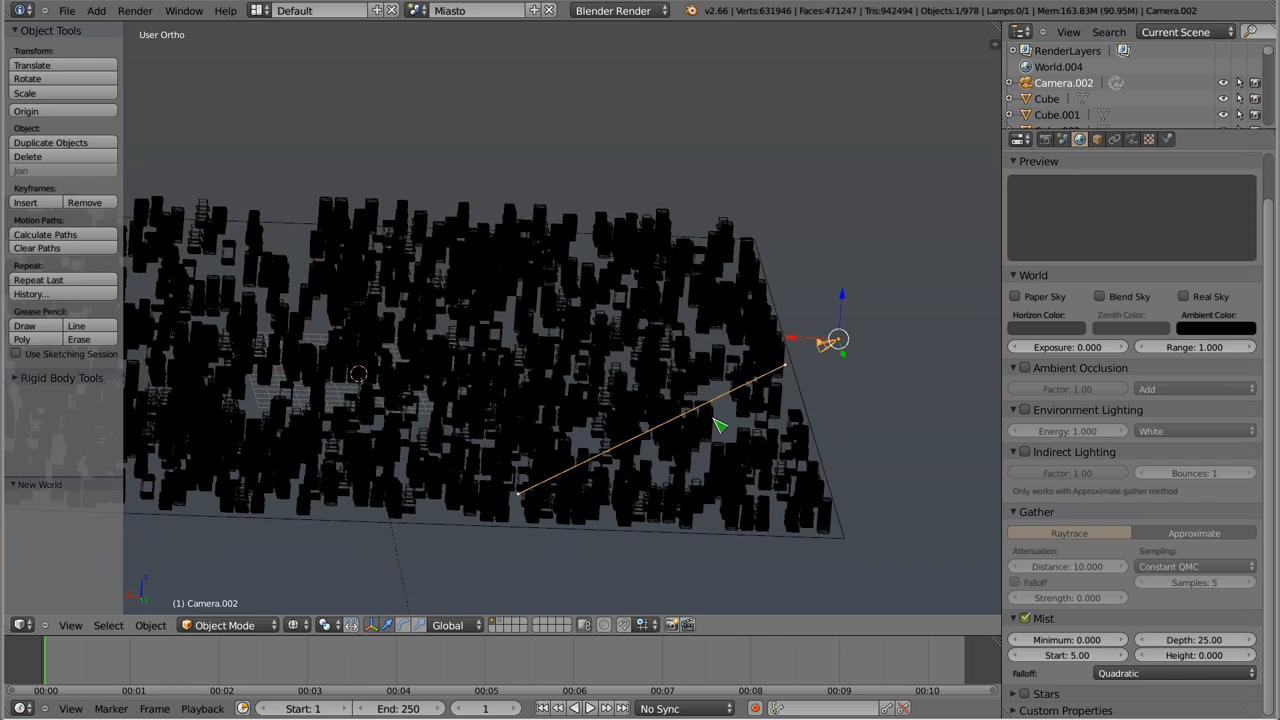 File Add Render Window Help Default Miasto Blender Render v2.66 | Verts:631946 | Faces:471247 | Tris:942494 | Objects:1/978 | Lamps:0/1 | Mem:163.83M (90.95M) | Camera.002
Object Tools
Transform:
Translate
Rotate
Scale
Origin
Object:
Duplicate Objects
Delete
Join
Keyframes:
Insert Remove
Motion Paths:
Calculate Paths
Clear Paths
Repeat:
Repeat Last
History...
Grease Pencil:
Draw Line
Poly Erase
Use Sketching Session
Rigid Body Tools
New World
User Ortho
z
y
(1) Camera.002
View Select Object Object Mode Global
00:00 00:01 00:02 00:03 00:04 00:05 00:06 00:07 00:08 00:09 00:10
View Marker Frame Playback Start: 1 End: 250 1 No Sync
View Search Current Scene
RenderLayers
World.004
Camera.002
Cube
Cube.001
Preview
World
Paper Sky Blend Sky Real Sky
Horizon Color: Zenith Color: Ambient Color:
Exposure: 0.000 Range: 1.000
Ambient Occlusion
Factor: 1.00 Add
Environment Lighting
Energy: 1.000 White
Indirect Lighting
Factor: 1.00 Bounces: 1
Only works with Approximate gather method
Gather
Raytrace Approximate
Attenuation: Sampling:
Distance: 10.000 Constant QMC
Falloff Samples: 5
Strength: 0.000
Mist
Minimum: 0.000 Depth: 25.00
Start: 5.00 Height: 0.000
Falloff: Quadratic
Stars
Custom Properties